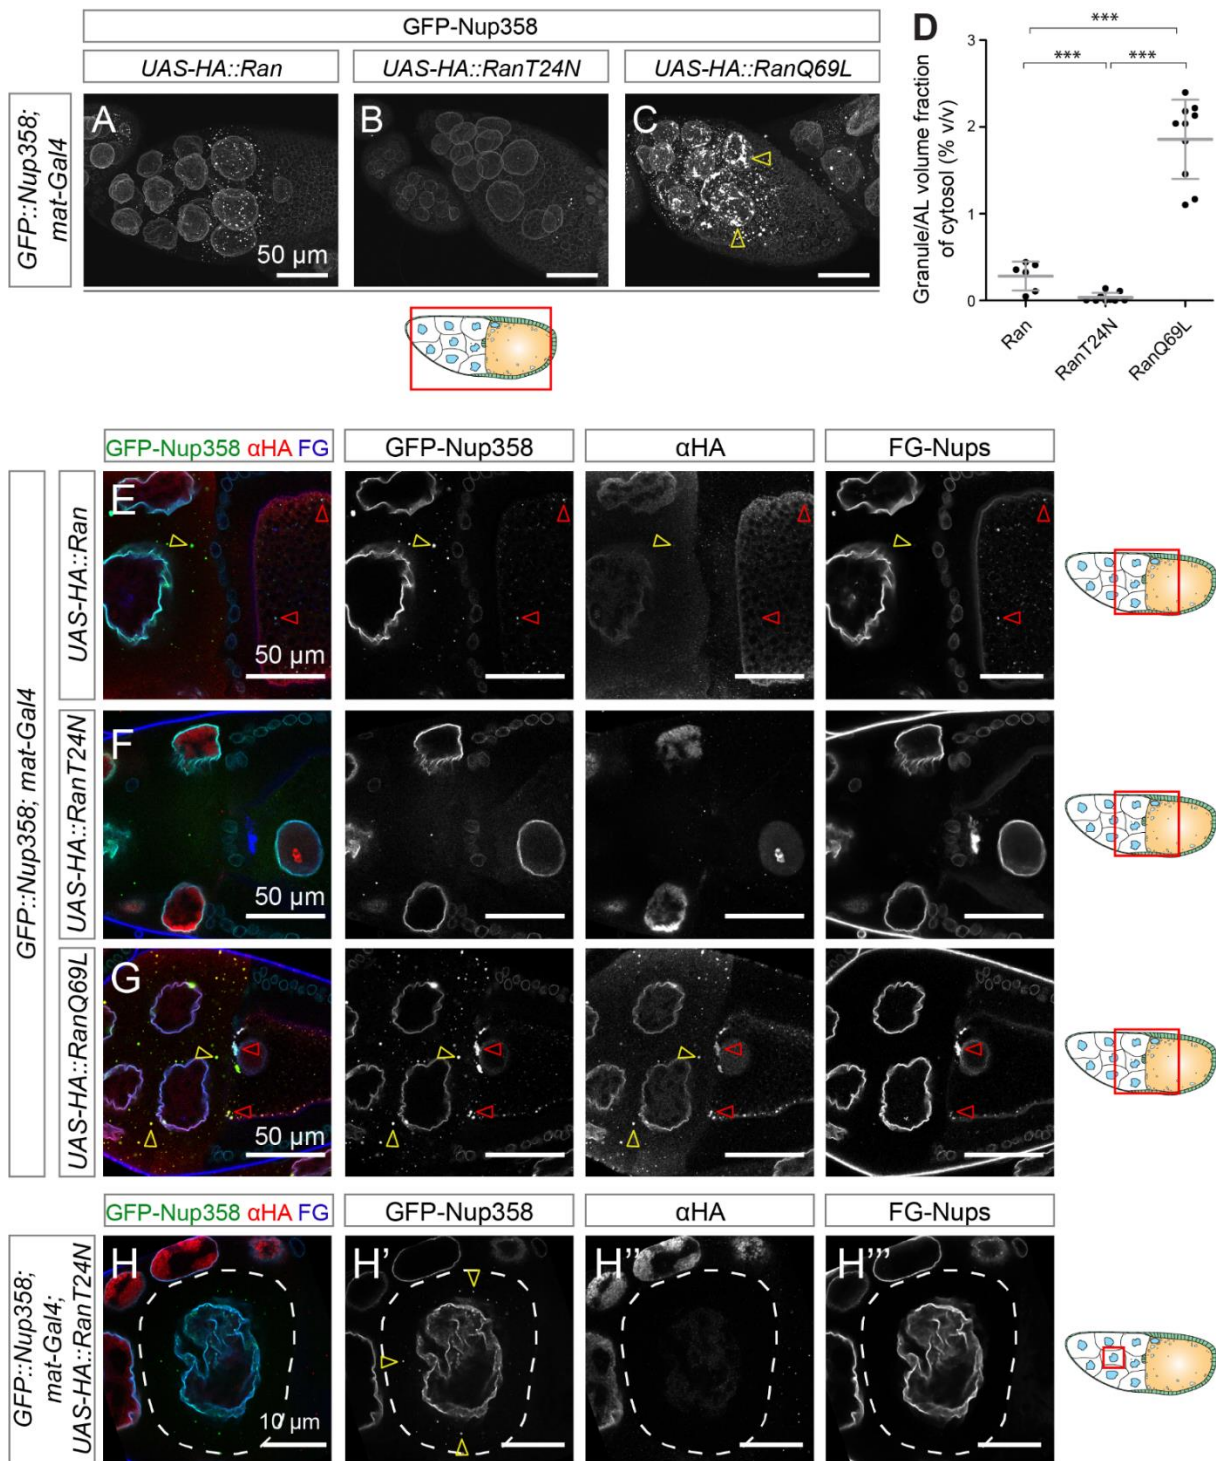 GFP-Nup358
UAS-HA::Ran
UAS-HA::RanT24N
UAS-HA::RanQ69L
GFP::Nup358;
mat-Gal4
A
50 µm
B
C
D
Granule/AL volume fraction
of cytosol (% v/v)
3
2
1
0
***
*** ***
Ran
RanT24N
RanQ69L
GFP-Nup358 αHA FG
GFP-Nup358
αHA
FG-Nups
GFP::Nup358; mat-Gal4
UAS-HA::Ran
E
50 µm
UAS-HA::RanT24N
F
50 µm
UAS-HA::RanQ69L
G
50 µm
GFP-Nup358 αHA FG
GFP-Nup358
αHA
FG-Nups
GFP::Nup358;
mat-Gal4;
UAS-HA::RanT24N
H
10 µm
H'
H''
H'''